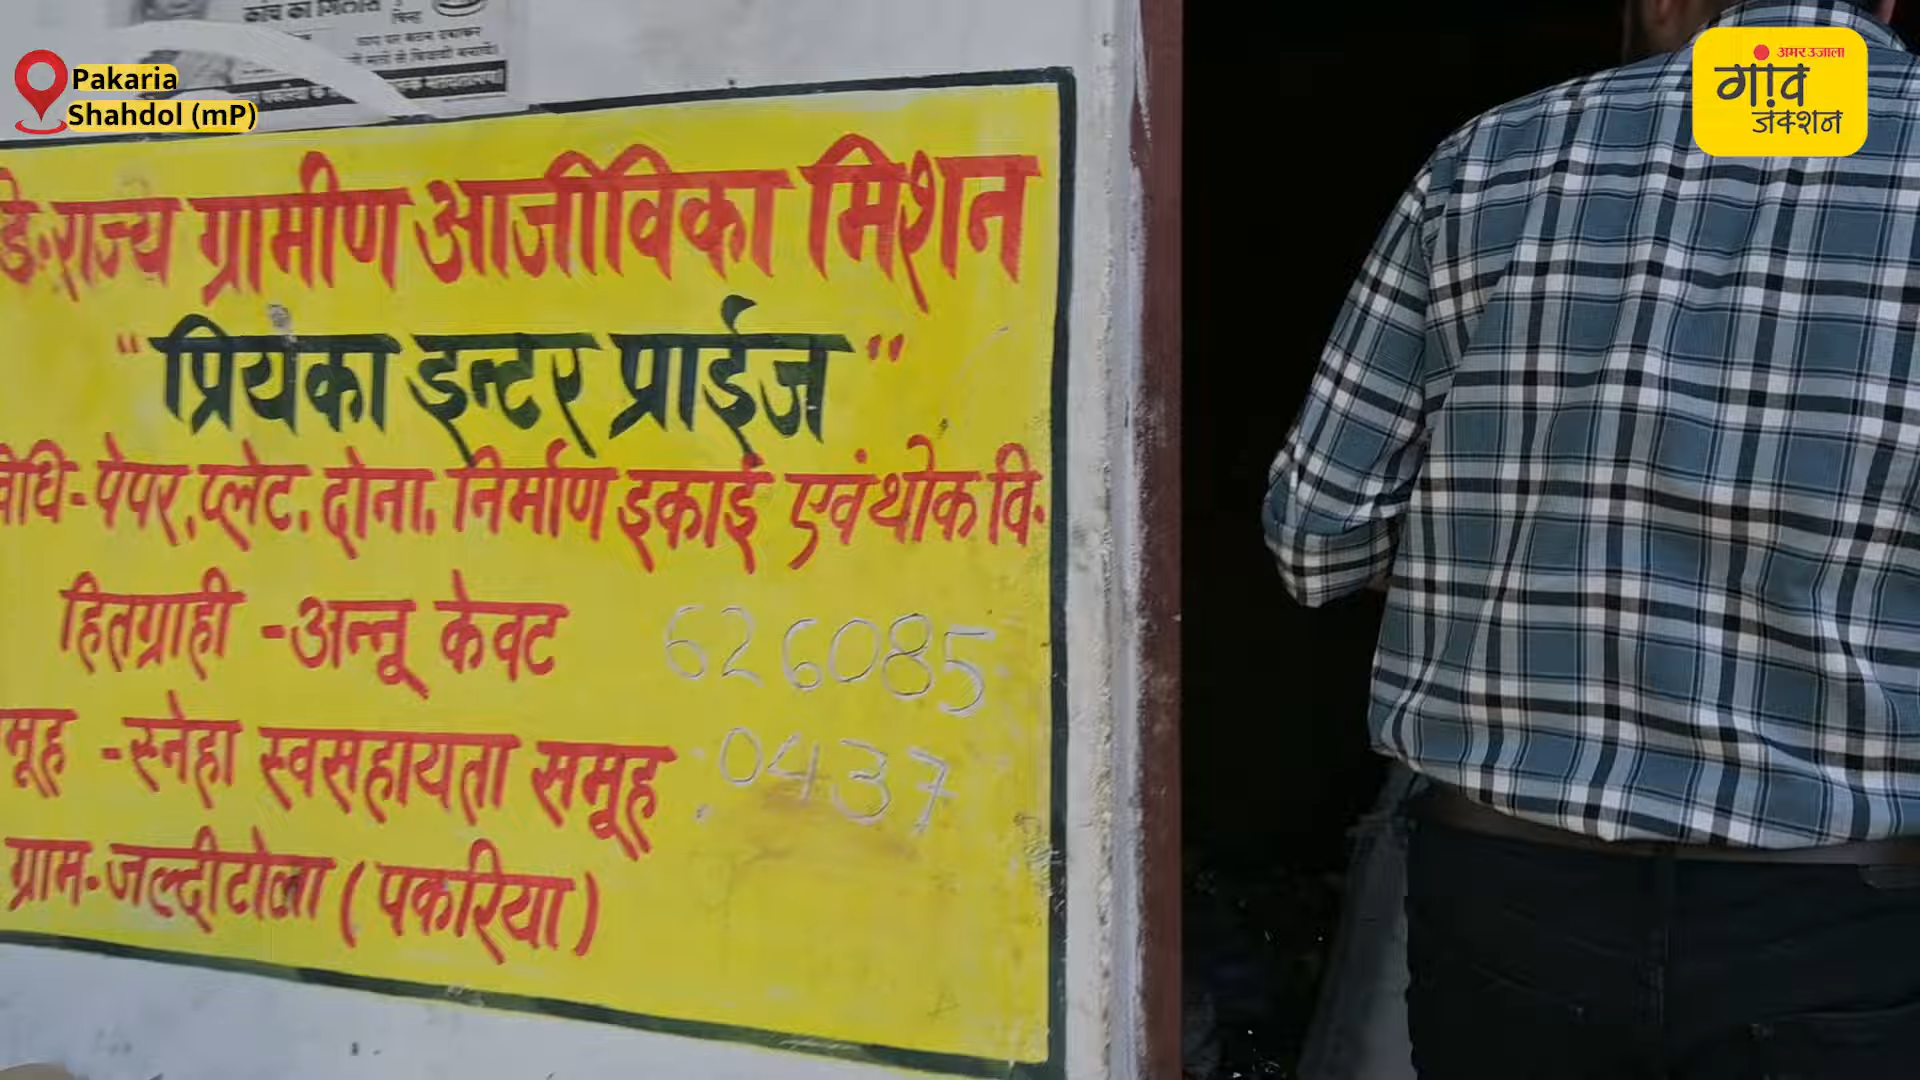 कांच का गिलास
बिना
Pakaria
Shahdol (mP)
अमर उजाला
गांव
जंक्शन
डे.राज्य ग्रामीण आजीविका मिशन
"प्रियंका इन्टर प्राईज"
विधि-पेपर,प्लेट.दोना. निर्माण इकाई एवं थोक वि.
हितग्राही -अन्नू केवट
626085
मूह -स्नेहा स्वसहायता समूह
0437
ग्राम-जल्दीटोला (पकरिया)